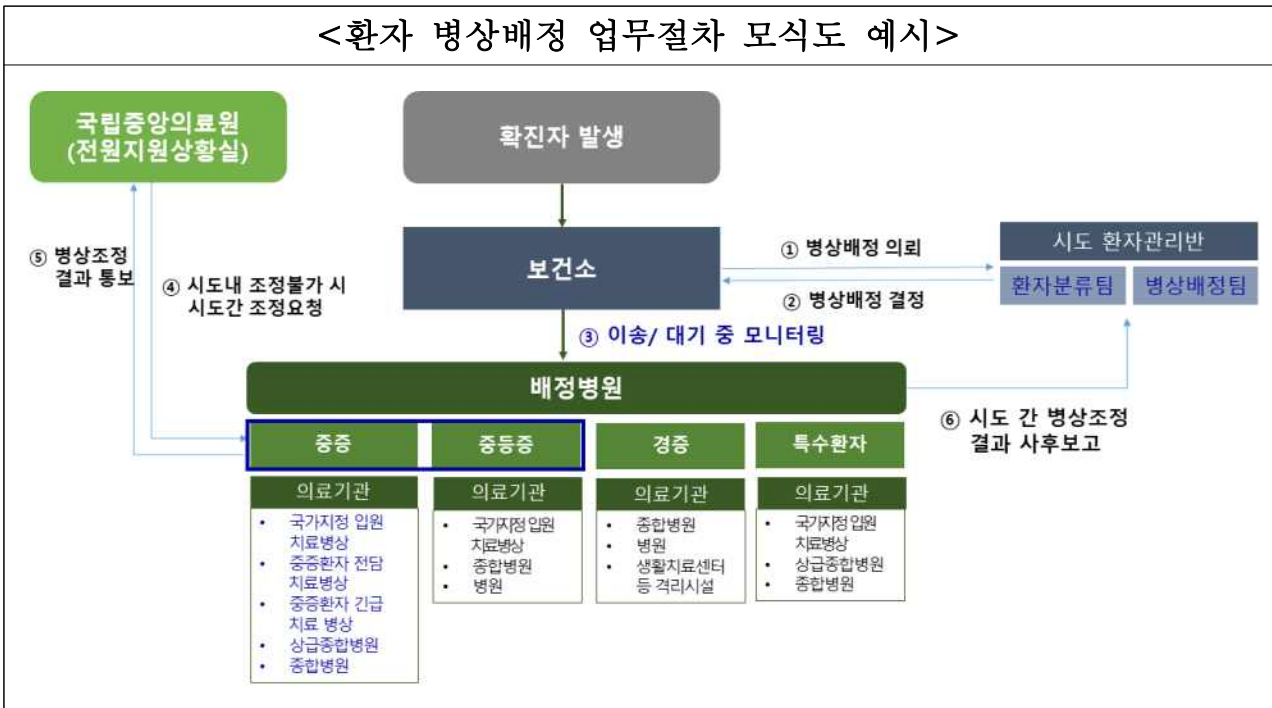 <환자 병상배정 업무절차 모식도 예시>
국립중앙의료원
(전원지원상황실)
확진자 발생
⑤ 병상조정
결과 통보
④ 시도내 조정불가 시
시도간 조정요청
보건소
① 병상배정 의뢰
② 병상배정 결정
시도 환자관리반
환자분류팀
병상배정팀
③ 이송/ 대기 중 모니터링
배정병원
⑥ 시도 간 병상조정
결과 사후보고
중증
의료기관
• 국가지정 입원
치료병상
• 중증환자 전담
치료병상
• 중증환자 긴급
치료 병상
• 상급종합병원
• 종합병원
중등증
의료기관
• 국가지정 입원
치료병상
• 종합병원
• 병원
경증
의료기관
• 종합병원
• 병원
• 생활치료센터
등 격리시설
특수환자
의료기관
• 국가지정 입원
치료병상
• 상급종합병원
• 종합병원